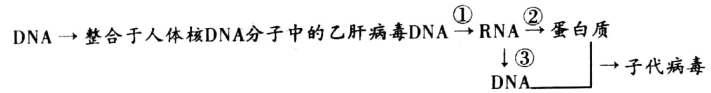 ① ②
DNA → 整合于人体核DNA分子中的乙肝病毒DNA → RNA → 蛋白质
↓ ③ → 子代病毒
DNA